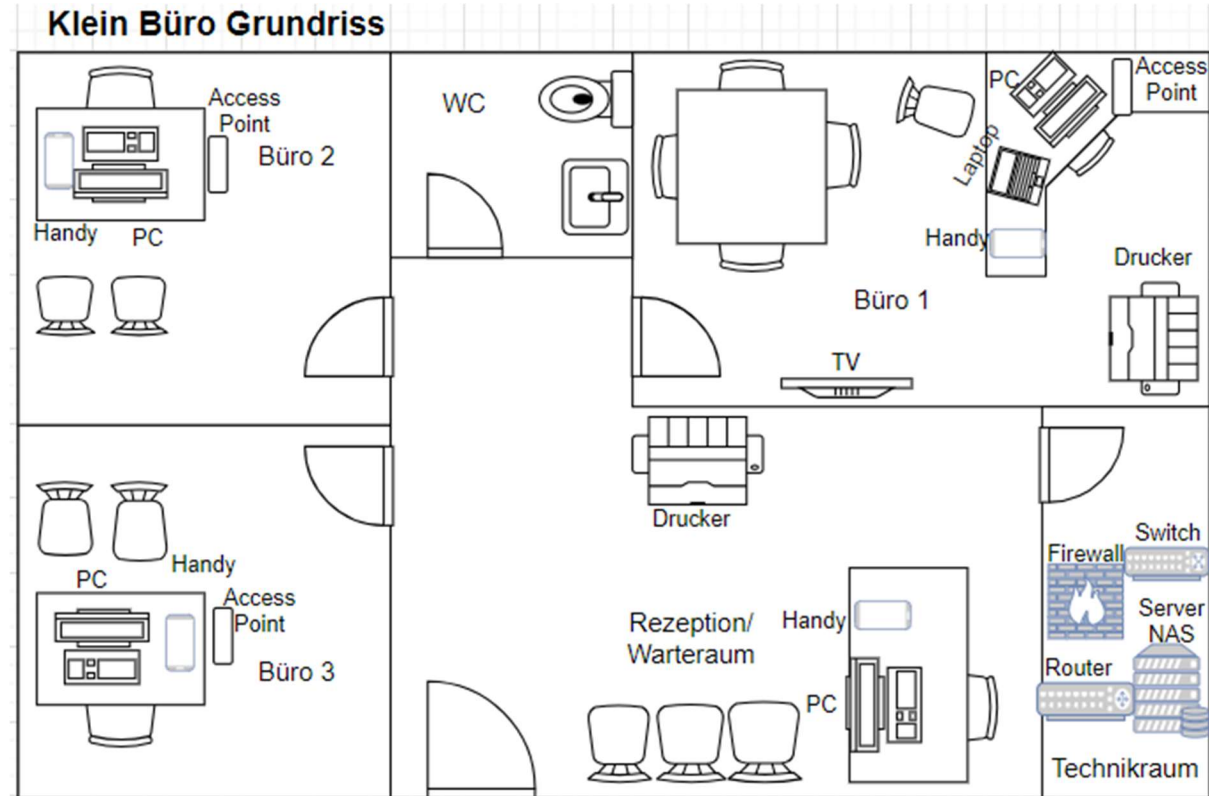 Klein Büro Grundriss
Access
Point
Büro 2
Handy
PC
WC
PC
Access
Point
Laptop
Handy
Drucker
Büro 1
TV
Drucker
Handy
PC
Access
Point
Büro 3
Rezeption/
Warteraum
Handy
PC
Switch
Firewall
Server
NAS
Router
Technikraum